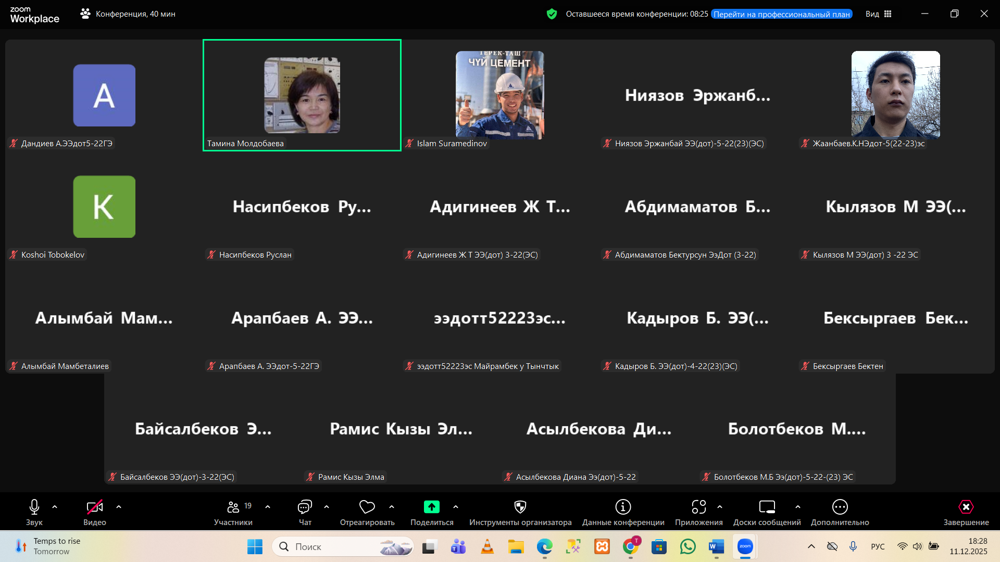 zoom
Workplace
Конференция, 40 мин
Оставшееся время конференции: 08:25
Перейти на профессиональный план
Вид
А
Дандиев А.ЭЭдот5-22ГЭ
Тамина Молдобаева
ТЕРЕК-ТАШ
ЧҮЙ ЦЕМЕНТ
Islam Suramedinov
Ниязов Эржанб...
Ниязов Эржанбай ЭЭ(дот)-5-22(23)(ЭС)
Жаанбаев.К.НЭдот-5(22-23)эс
K
Koshoi Tobokelov
Насипбеков Ру...
Насипбеков Руслан
Адигинеев Ж Т...
Адигинеев Ж Т ЭЭ(дот) 3-22(ЭС)
Абдимаматов Б...
Абдимаматов Бектурсун ЭэДот (3-22)
Кылязов М ЭЭ(...
Кылязов М ЭЭ(дот) 3 -22 ЭС
Алымбай Мам...
Алымбай Мамбеталиев
Арапбаев А. ЭЭ...
Арапбаев А. ЭЭдот-5-22ГЭ
ээдотт52223эс...
ээдотт52223эс Майрамбек у Тынчтык
Кадыров Б. ЭЭ(...
Кадыров Б. ЭЭ(дот)-4-22(23)(ЭС)
Бексыргаев Бек...
Бексыргаев Бектен
Байсалбеков Э...
Байсалбеков ЭЭ(дот)-3-22(ЭС)
Рамис Кызы Эл...
Рамис Кызы Элма
Асылбекова Ди...
Асылбекова Диана Ээ(дот)-5-22
Болотбеков М....
Болотбеков М.Б Ээ(дот)-5-22-(23) ЭС
Звук
Видео
19
Участники
Чат
Отреагировать
Поделиться
Инструменты организатора
Данные конференции
Приложения
Доски сообщений
Дополнительно
Завершение
Temps to rise
Tomorrow
Поиск
T
W
zoom
РУС
18:28
11.12.2025